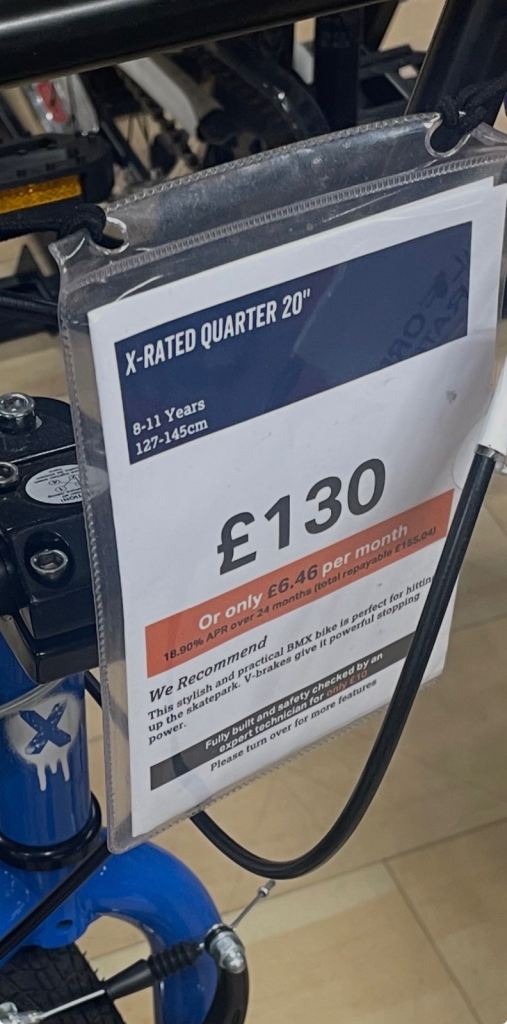 X-RATED QUARTER 20"
8-11 Years
127-145cm
£130
Or only £6.46 per month
18.90% APR over 24 months (total repayable £155.04)
We Recommend
This stylish and practical BMX bike is perfect for hittin
up the skatepark. V-brakes give it powerful stopping
power.
Fully built and safety checked by an
expert technician for only £10
Please turn over for more features
X